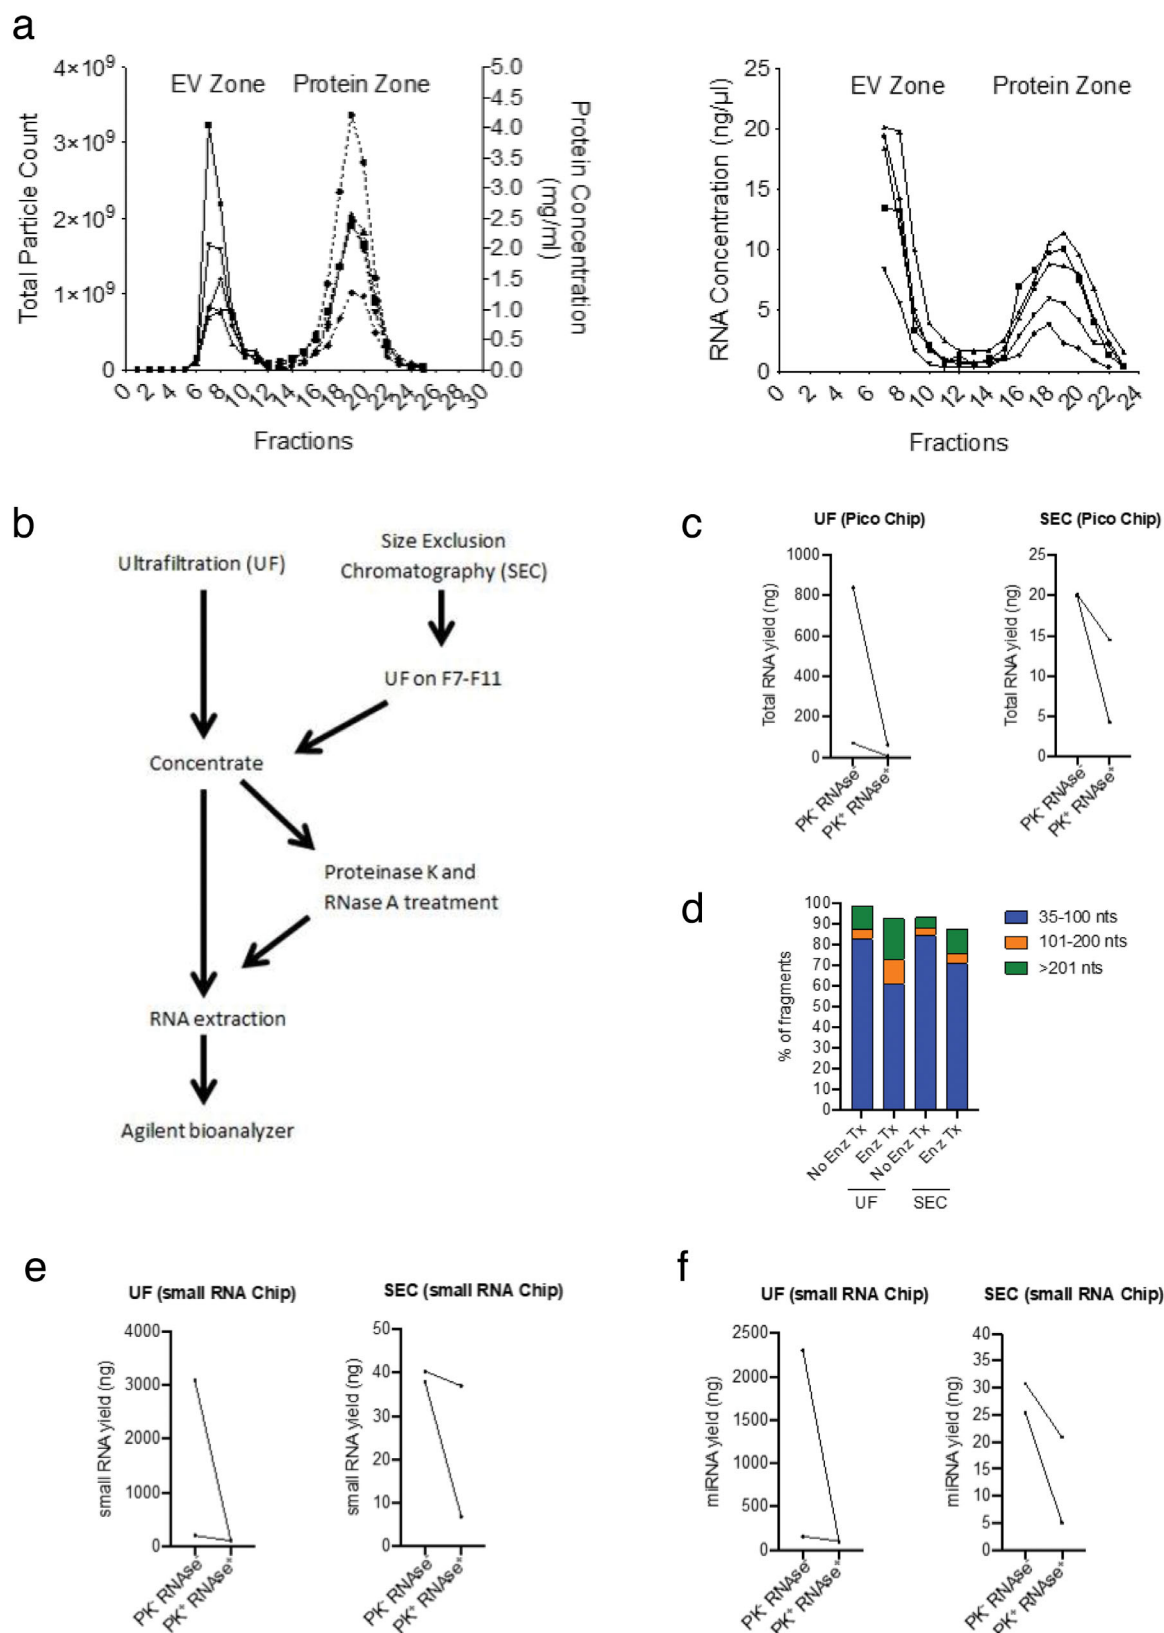 a
EV Zone Protein Zone
4×10⁹
3×10⁹
2×10⁹
1×10⁹
0
5.0
4.5
4.0
3.5
3.0
2.5
2.0
1.5
1.0
0.5
0.0
Total Particle Count
Protein Concentration
(mg/ml)
0 2 4 6 8 10 12 14 16 18 20 22 24 26 28 30
Fractions
EV Zone Protein Zone
25
20
15
10
5
0
RNA Concentration (ng/µl)
0 2 4 6 8 10 12 14 16 18 20 22 24
Fractions
b
Ultrafiltration (UF)
Size Exclusion
Chromatography (SEC)
UF on F7-F11
Concentrate
Proteinase K and
RNase A treatment
RNA extraction
Agilent bioanalyzer
c
UF (Pico Chip)
1000
800
600
400
200
0
Total RNA yield (ng)
PK⁻ RNAse⁻
PK⁺ RNAse⁺
SEC (Pico Chip)
25
20
15
10
5
0
Total RNA yield (ng)
PK⁻ RNAse⁻
PK⁺ RNAse⁺
d
100
90
80
70
60
50
40
30
20
10
0
% of fragments
35-100 nts
101-200 nts
>201 nts
No Enz Tx
Enz Tx
No Enz Tx
Enz Tx
UF SEC
e
UF (small RNA Chip)
4000
3000
2000
1000
0
small RNA yield (ng)
PK⁻ RNAse⁻
PK⁺ RNAse⁺
SEC (small RNA Chip)
50
40
30
20
10
0
small RNA yield (ng)
PK⁻ RNAse⁻
PK⁺ RNAse⁺
f
UF (small RNA Chip)
2500
2000
1500
1000
500
0
miRNA yield (ng)
PK⁻ RNAse⁻
PK⁺ RNAse⁺
SEC (small RNA Chip)
40
35
30
25
20
15
10
5
0
miRNA yield (ng)
PK⁻ RNAse⁻
PK⁺ RNAse⁺